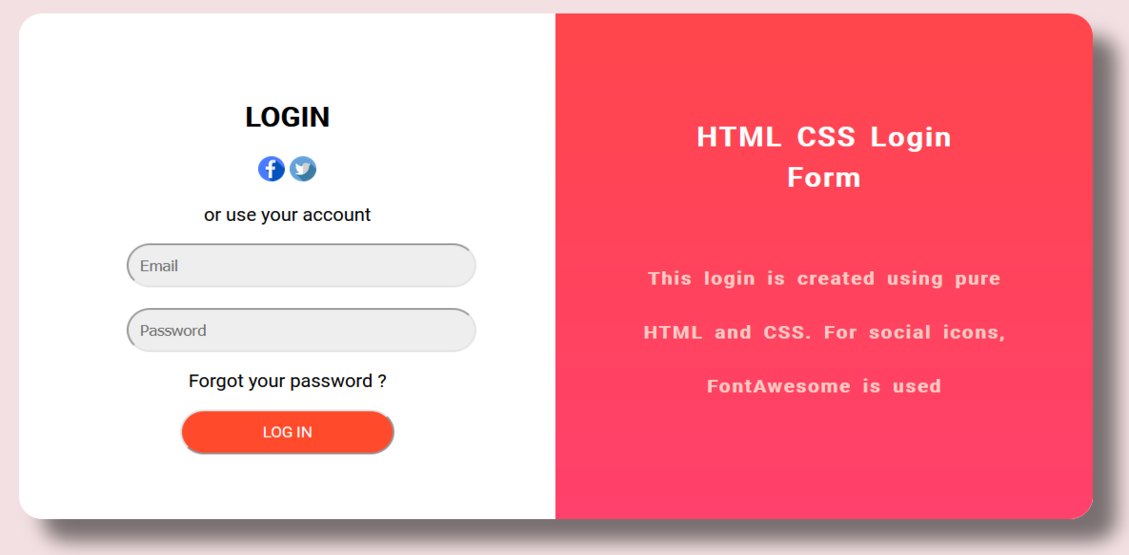 LOGIN
or use your account
Email
Password
Forgot your password ?
LOG IN
HTML CSS Login
Form
This login is created using pure
HTML and CSS. For social icons,
FontAwesome is used